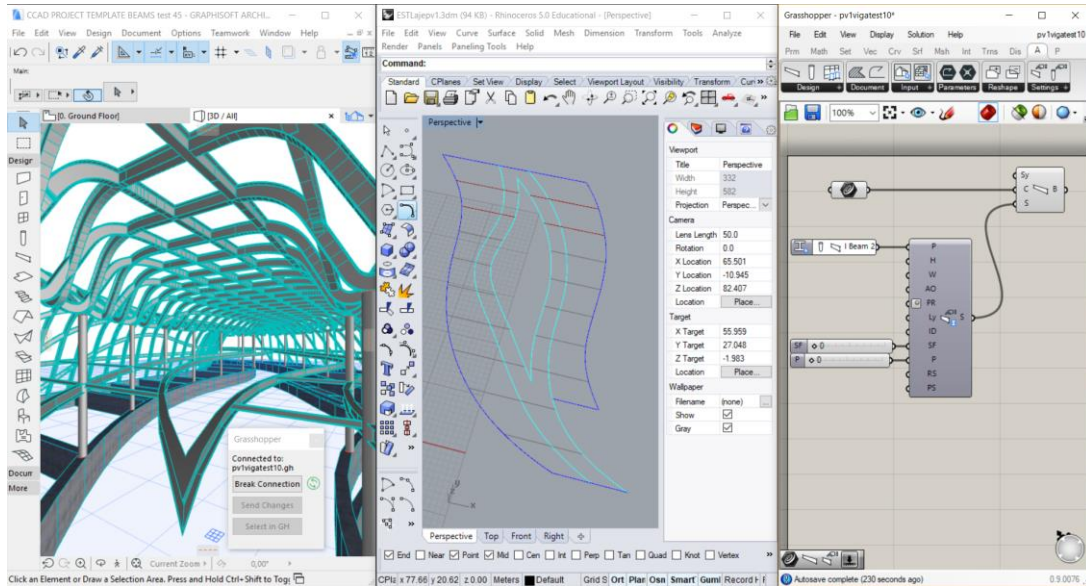 CCAD PROJECT TEMPLATE BEAMS test 45 - GRAPHISOFT ARCHI...
File Edit View Design Document Options Teamwork Window Help
Main:
[0. Ground Floor]
[3D / All]
Design
Docum
More
Grasshopper
Connected to:
pv1vigatest10.gh
Break Connection
Send Changes
Select in GH
Current Zoom
0,00°
Click an Element or Draw a Selection Area. Press and Hold Ctrl+Shift to Togg
ESTLajepv1.3dm (94 KB) - Rhinoceros 5.0 Educational - [Perspective]
File Edit View Curve Surface Solid Mesh Dimension Transform Tools Analyze
Render Panels Paneling Tools Help
Command:
Standard CPlanes Set View Display Select Viewport Layout Visibility Transform Curv
Perspective
Viewport
Title Perspective
Width 332
Height 582
Projection Perspec...
Camera
Lens Length 50.0
Rotation 0.0
X Location 65.501
Y Location -10.945
Z Location 82.407
Location Place...
Target
X Target 55.959
Y Target 27.048
Z Target -1.983
Location Place...
Wallpaper
Filename (none)
Show
Gray
y
x
Perspective Top Front Right
End Near Point Mid Cen Int Perp Tan Quad Knot Vertex
CPla x 77.66 y 20.62 z 0.00 Meters Default Grid S Ort Plan Osn Smart Guml Record H F
Grasshopper - pv1vigatest10*
File Edit View Display Solution Help pv1vigatest10
Prm Math Set Vec Crv Srf Msh Int Trns Dis A P
Design Document Input Parameters Reshape Settings
100%
Sy
C B
S
I Beam 2
P
H
W
AO
PR
Ly S
ID
SF
P
RS
PS
SF 0
P 0
Autosave complete (230 seconds ago)
0.9.0076